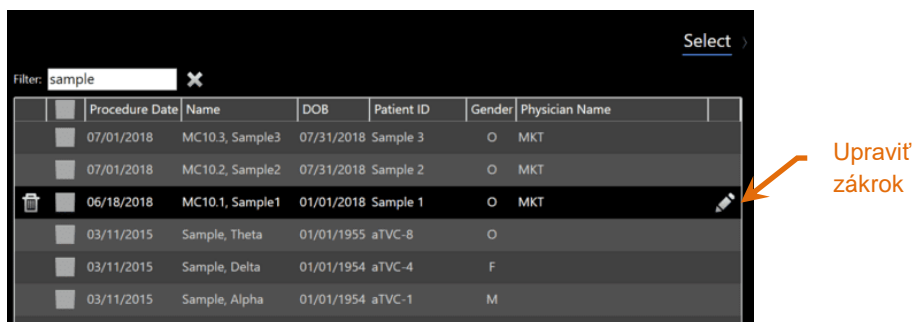 Select
Filter: sample
Procedure Date Name DOB Patient ID Gender Physician Name
07/01/2018 MC10.3, Sample3 07/31/2018 Sample 3 O MKT
07/01/2018 MC10.2, Sample2 07/31/2018 Sample 2 O MKT
06/18/2018 MC10.1, Sample1 01/01/2018 Sample 1 O MKT
03/11/2015 Sample, Theta 01/01/1955 aTVC-8 O
03/11/2015 Sample, Delta 01/01/1954 aTVC-4 F
03/11/2015 Sample, Alpha 01/01/1954 aTVC-1 M
Upraviť
zákrok